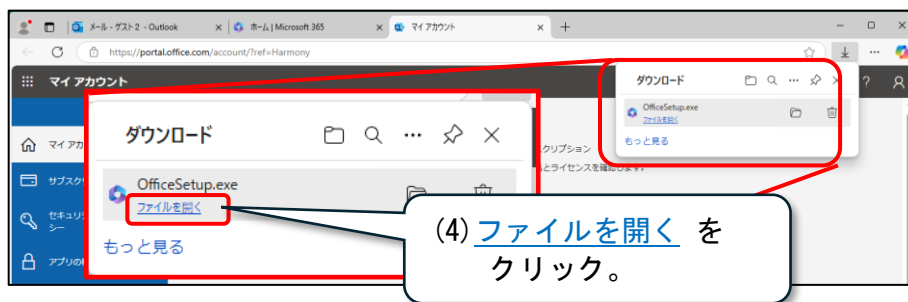 メール - ゲスト2 - Outlook
ホーム | Microsoft 365
マイ アカウント
https://portal.office.com/account/?ref=Harmony
マイ アカウント
?
ダウンロード
OfficeSetup.exe
ファイルを開く
もっと見る
ダウンロード
OfficeSetup.exe
ファイルを開く
もっと見る
マイ アカ
サブスク
セキュリ
シー
アプリの
クリプション
とライセンスを確認します。
(4) ファイルを開く を
クリック。